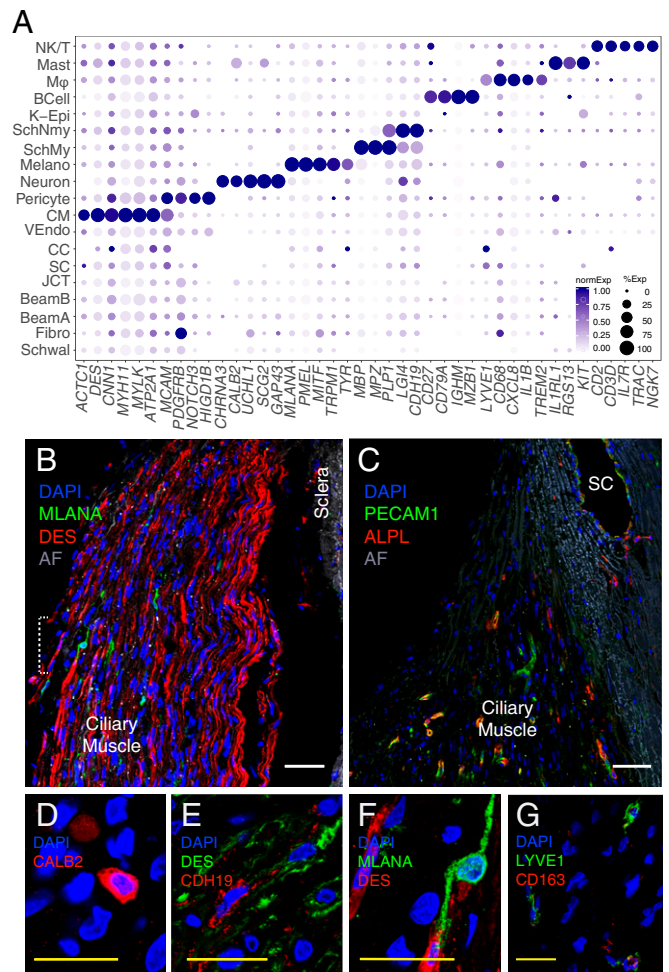 A
NK/T
Mast
Mφ
BCell
K-Epi
SchNmy
SchMy
Melano
Neuron
Pericyte
CM
VEndo
CC
SC
JCT
BeamB
BeamA
Fibro
Schwal
normExp
1.00
0.75
0.50
0.25
0.00
%Exp
0
25
50
75
100
ACTC1
DES
CNN1
MYH11
MYLK
ATP2A1
MCAM
PDGFRB
NOTCH3
HIGD1B
CHRNA3
CALB2
UCHL1
SCG2
GAP43
MLANA
PMEL
MITF
TRPM1
TYR
MBP
MPZ
PLP1
LGI4
CDH19
CD27
CD79A
IGHM
MZB1
LYVE1
CD68
CXCL8
IL1B
TREM2
IL1RL1
RGS13
KIT
CD2
CD3D
IL7R
TRAC
NGK7
B
DAPI
MLANA
DES
AF
Sclera
Ciliary
Muscle
C
DAPI
PECAM1
ALPL
AF
SC
Ciliary
Muscle
D
DAPI
CALB2
E
DAPI
DES
CDH19
F
DAPI
MLANA
DES
G
DAPI
LYVE1
CD163